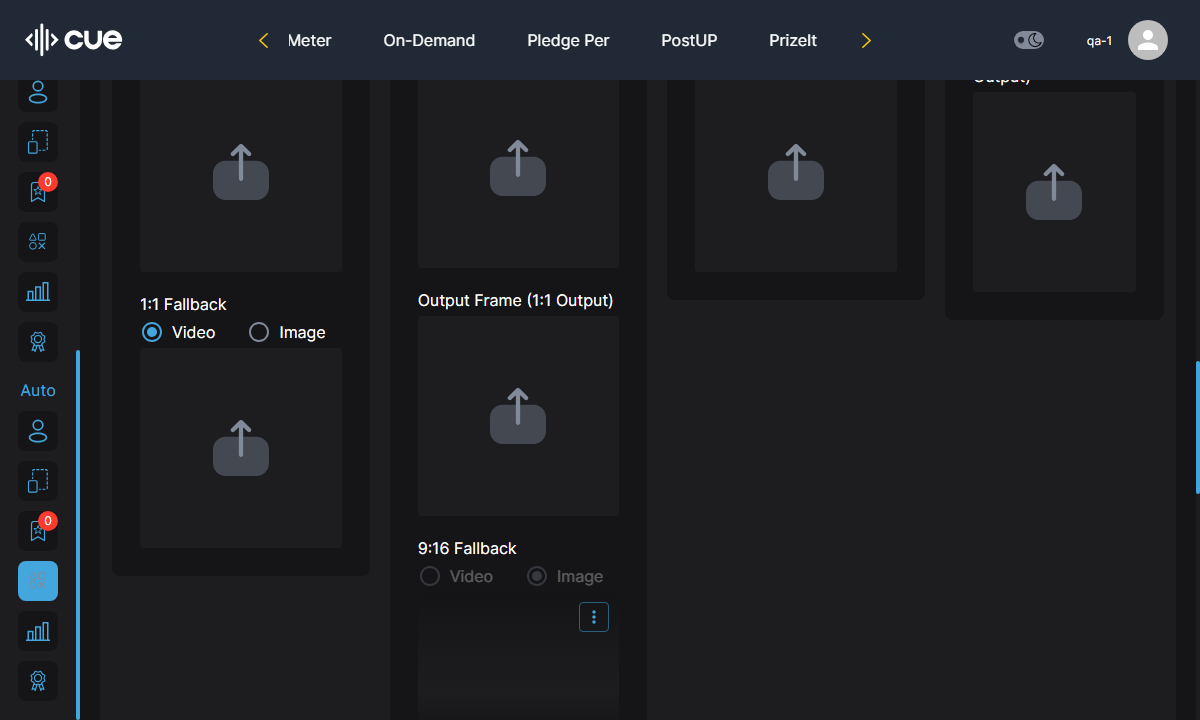 cue
Meter
On-Demand
Pledge Per
PostUP
PrizeIt
qa-1
Output)
0
1:1 Fallback
Video
Image
Output Frame (1:1 Output)
Auto
0
9:16 Fallback
Video
Image